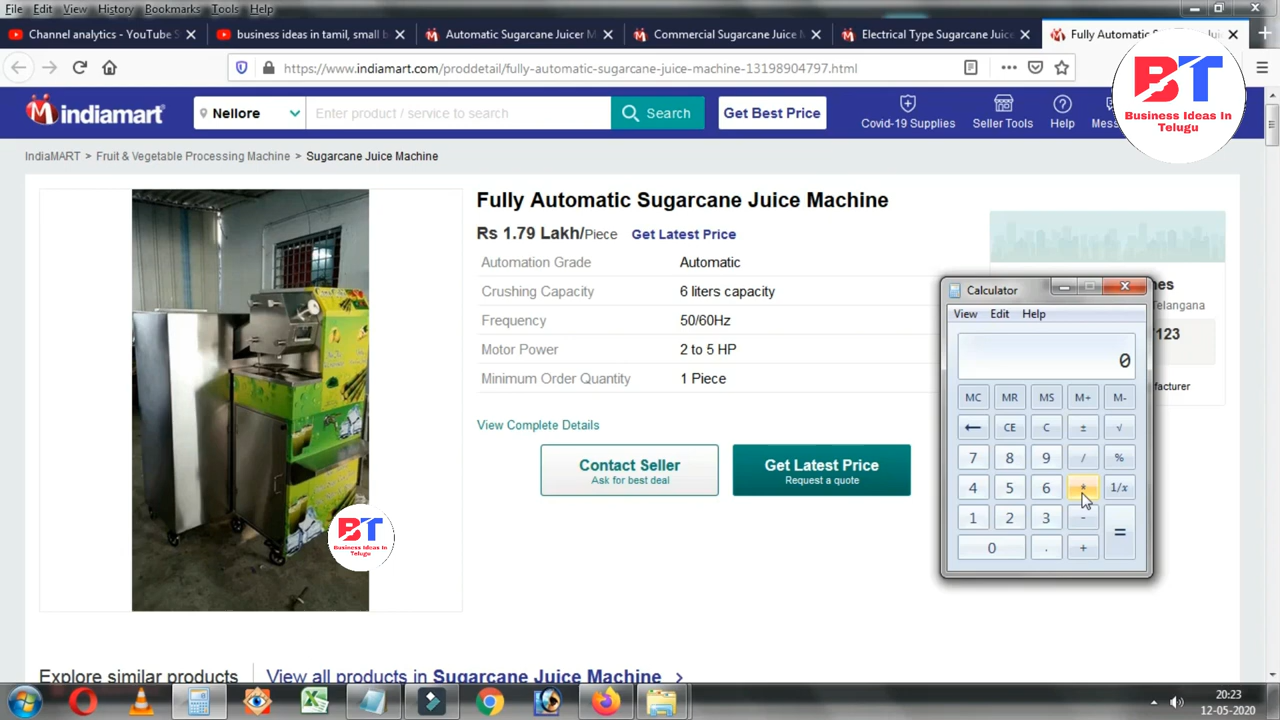 File Edit View History Bookmarks Tools Help
Channel analytics - YouTube S
business ideas in tamil, small b
Automatic Sugarcane Juicer M
Commercial Sugarcane Juice M
Electrical Type Sugarcane Juice
Fully Automatic
https://www.indiamart.com/proddetail/fully-automatic-sugarcane-juice-machine-13198904797.html
BT
Business Ideas In
Telugu
indiamart
Nellore
Enter product / service to search
Search
Get Best Price
Covid-19 Supplies
Seller Tools
Help
Mess
IndiaMART > Fruit & Vegetable Processing Machine > Sugarcane Juice Machine
Fully Automatic Sugarcane Juice Machine
Rs 1.79 Lakh/Piece Get Latest Price
Automation Grade Automatic
Crushing Capacity 6 liters capacity
Frequency 50/60Hz
Motor Power 2 to 5 HP
Minimum Order Quantity 1 Piece
View Complete Details
Contact Seller
Ask for best deal
Get Latest Price
Request a quote
nes
Telangana
123
facturer
Calculator
View Edit Help
0
MC MR MS M+ M-
← CE C ± √
7 8 9 / %
4 5 6 * 1/x
1 2 3 - =
0 . +
BT
Business Ideas In
Telugu
Explore similar products
View all products in Sugarcane Juice Machine >
20:23
12-05-2020